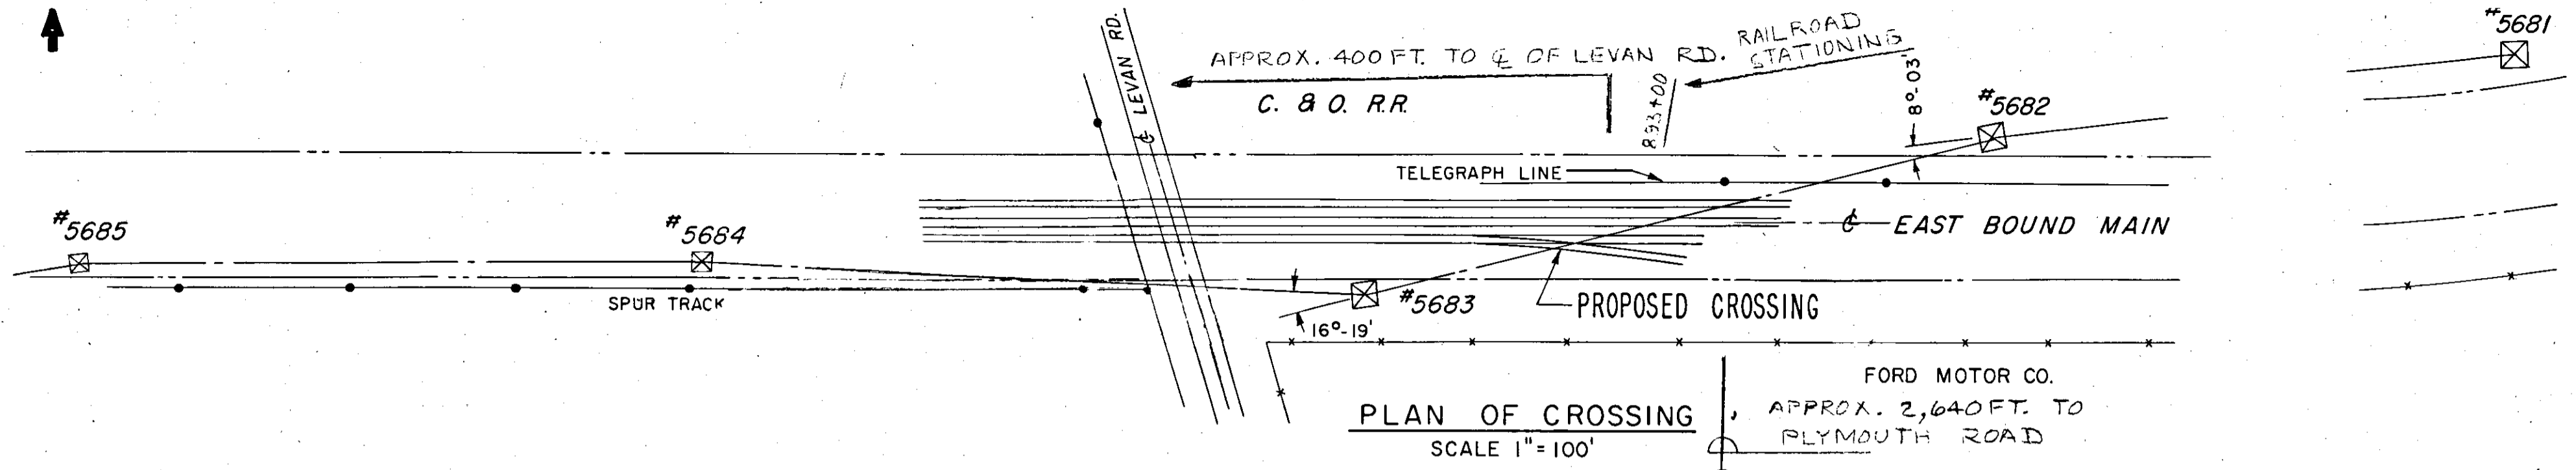 #5681
RAILROAD
STATIONING
APPROX. 400 FT. TO ℄ OF LEVAN RD.
℄ LEVAN RD.
C. & O. R.R.
893+00
8°-03'
#5682
TELEGRAPH LINE
℄ EAST BOUND MAIN
#5685
#5684
SPUR TRACK
#5683
16°-19'
PROPOSED CROSSING
FORD MOTOR CO.
PLAN OF CROSSING
SCALE 1"=100'
APPROX. 2,640 FT. TO
PLYMOUTH ROAD